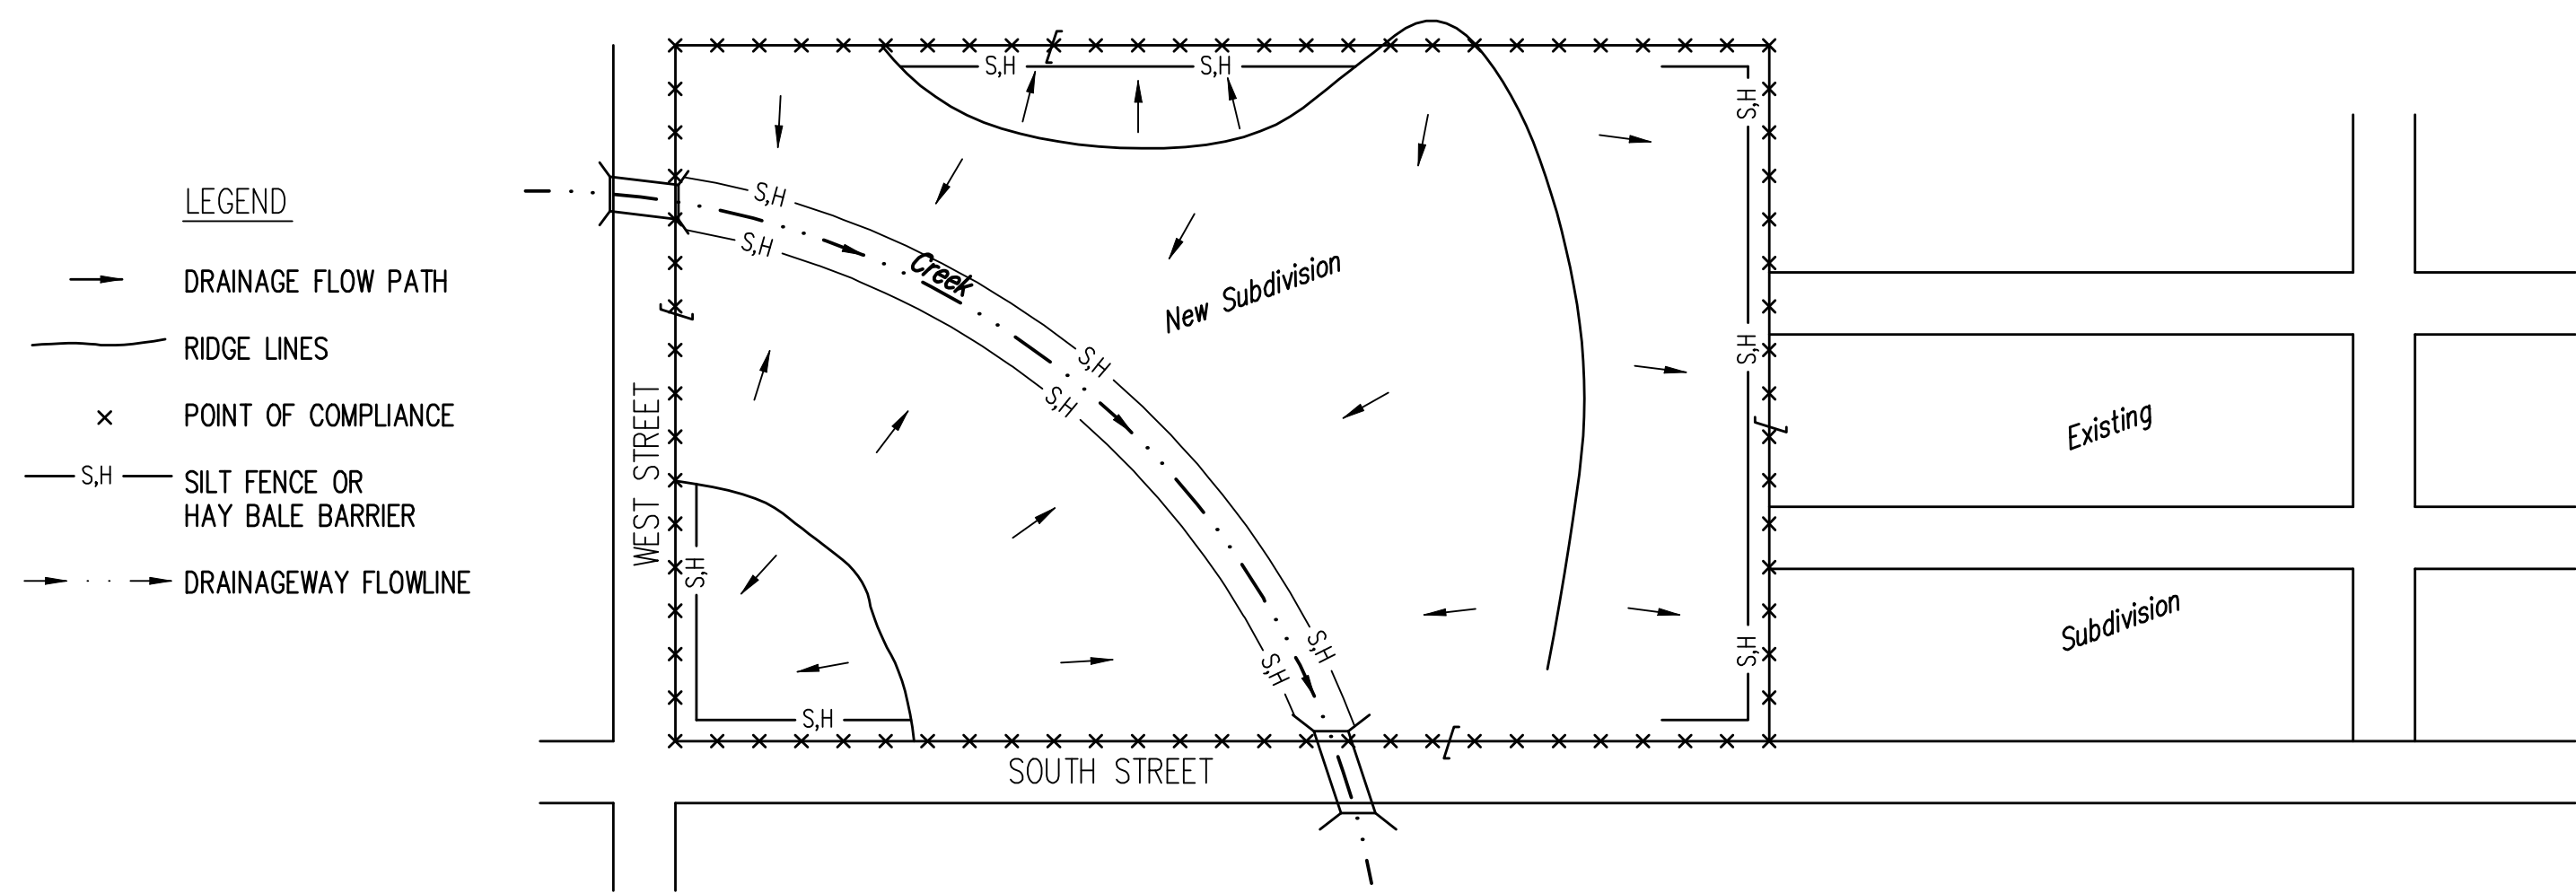 LEGEND
DRAINAGE FLOW PATH
RIDGE LINES
POINT OF COMPLIANCE
S,H
SILT FENCE OR
HAY BALE BARRIER
DRAINAGEWAY FLOWLINE
S,H
S,H
S,H
S,H
S,H
Creek
New Subdivision
S,H
S,H
S,H
WEST STREET
Existing
S,H
S,H
S,H
S,H
Subdivision
S,H
SOUTH STREET